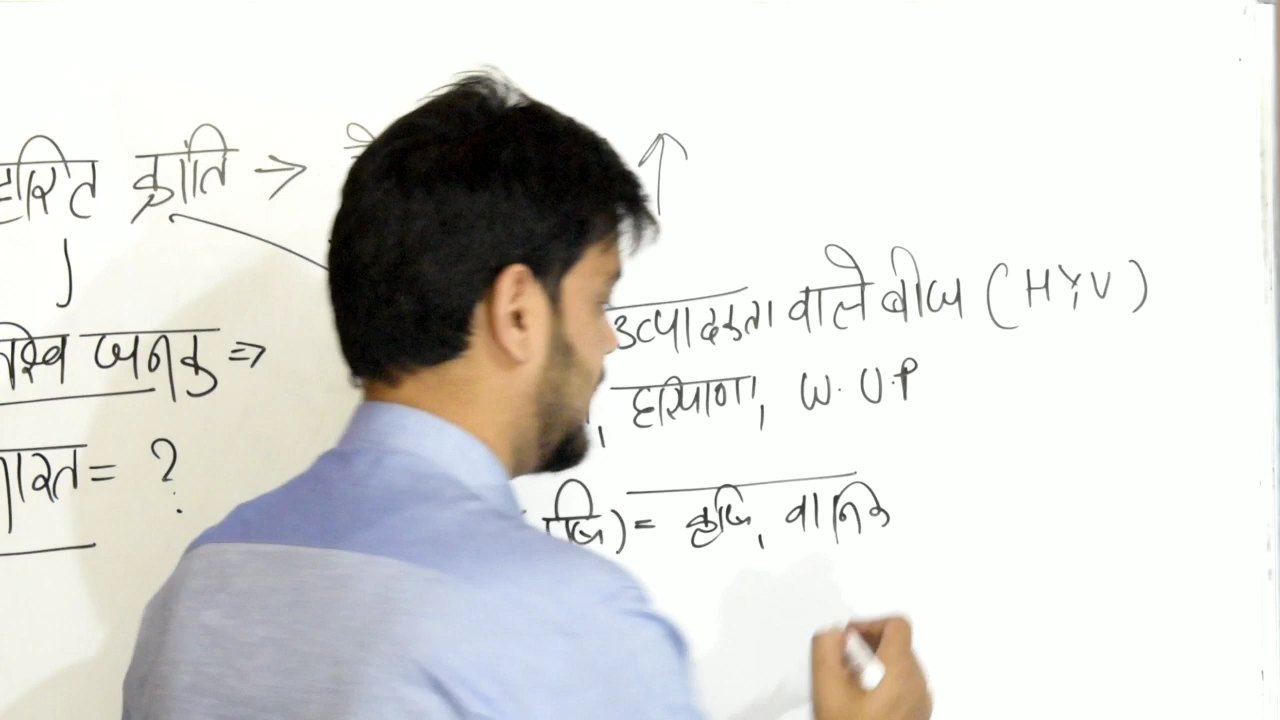 हरित क्रांति →
उत्पादकता वाले बीज (HYV)
विश्व जनक ⇒
, हरियाणा, W.U.P
भारत = ?
) = कृषि, वानिक